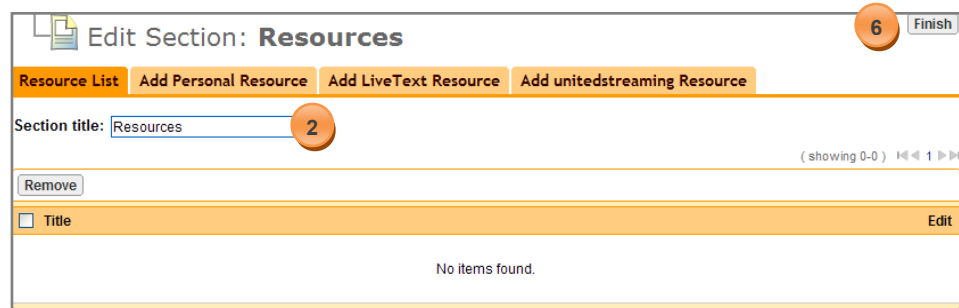 Edit Section: Resources
6
Finish
Resource List Add Personal Resource Add LiveText Resource Add unitedstreaming Resource
Section title: Resources
2
( showing 0-0 ) 1
Remove
Title Edit
No items found.